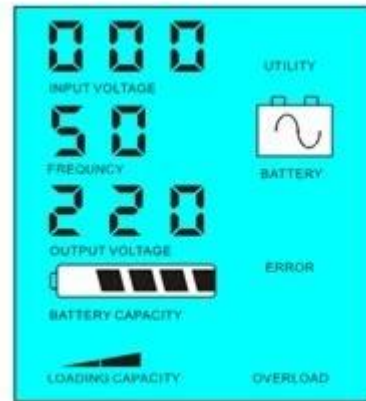 000
INPUT VOLTAGE
UTILITY
50
FREQUNCY
BATTERY
220
OUTPUT VOLTAGE
ERROR
BATTERY CAPACITY
LOADING CAPACITY
OVERLOAD